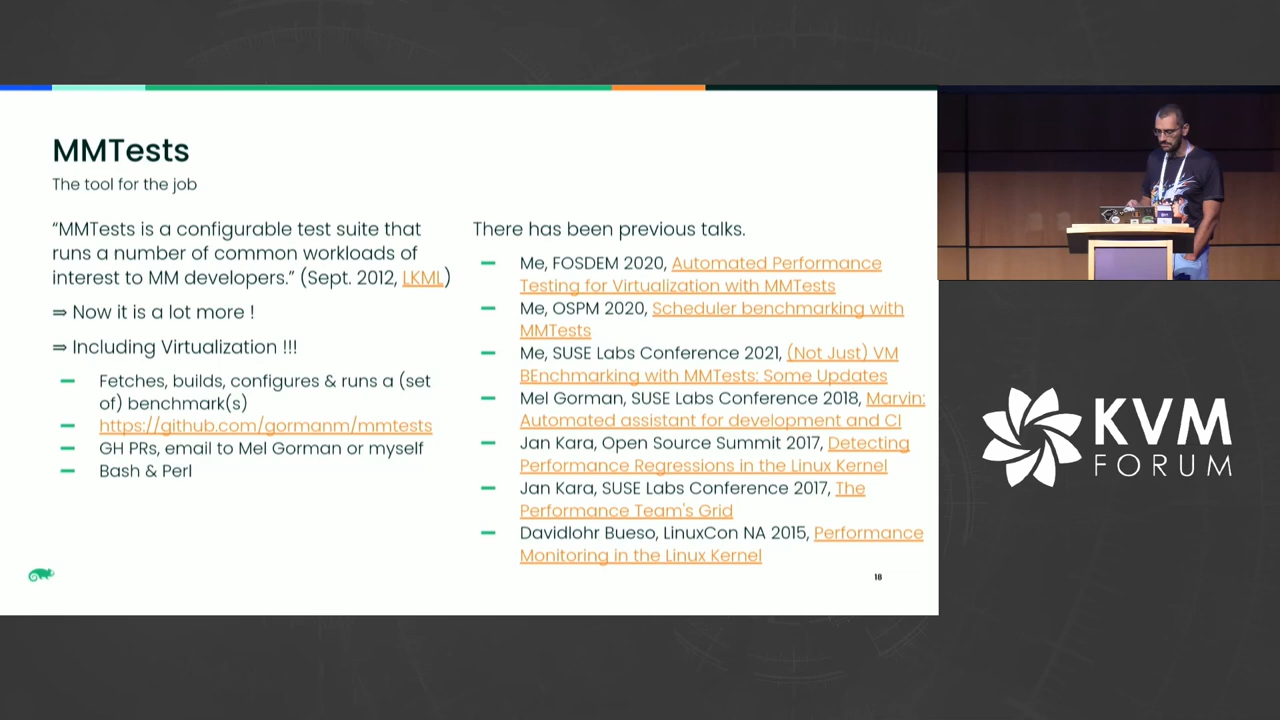 MMTests
The tool for the job
“MMTests is a configurable test suite that
runs a number of common workloads of
interest to MM developers.” (Sept. 2012, LKML)
⇒ Now it is a lot more !
⇒ Including Virtualization !!!
Fetches, builds, configures & runs a (set
of) benchmark(s)
https://github.com/gormanm/mmtests
GH PRs, email to Mel Gorman or myself
Bash & Perl
There has been previous talks.
Me, FOSDEM 2020, Automated Performance
Testing for Virtualization with MMTests
Me, OSPM 2020, Scheduler benchmarking with
MMTests
Me, SUSE Labs Conference 2021, (Not Just) VM
BEnchmarking with MMTests: Some Updates
Mel Gorman, SUSE Labs Conference 2018, Marvin:
Automated assistant for development and CI
Jan Kara, Open Source Summit 2017, Detecting
Performance Regressions in the Linux Kernel
Jan Kara, SUSE Labs Conference 2017, The
Performance Team's Grid
Davidlohr Bueso, LinuxCon NA 2015, Performance
Monitoring in the Linux Kernel
18
KVM
FORUM